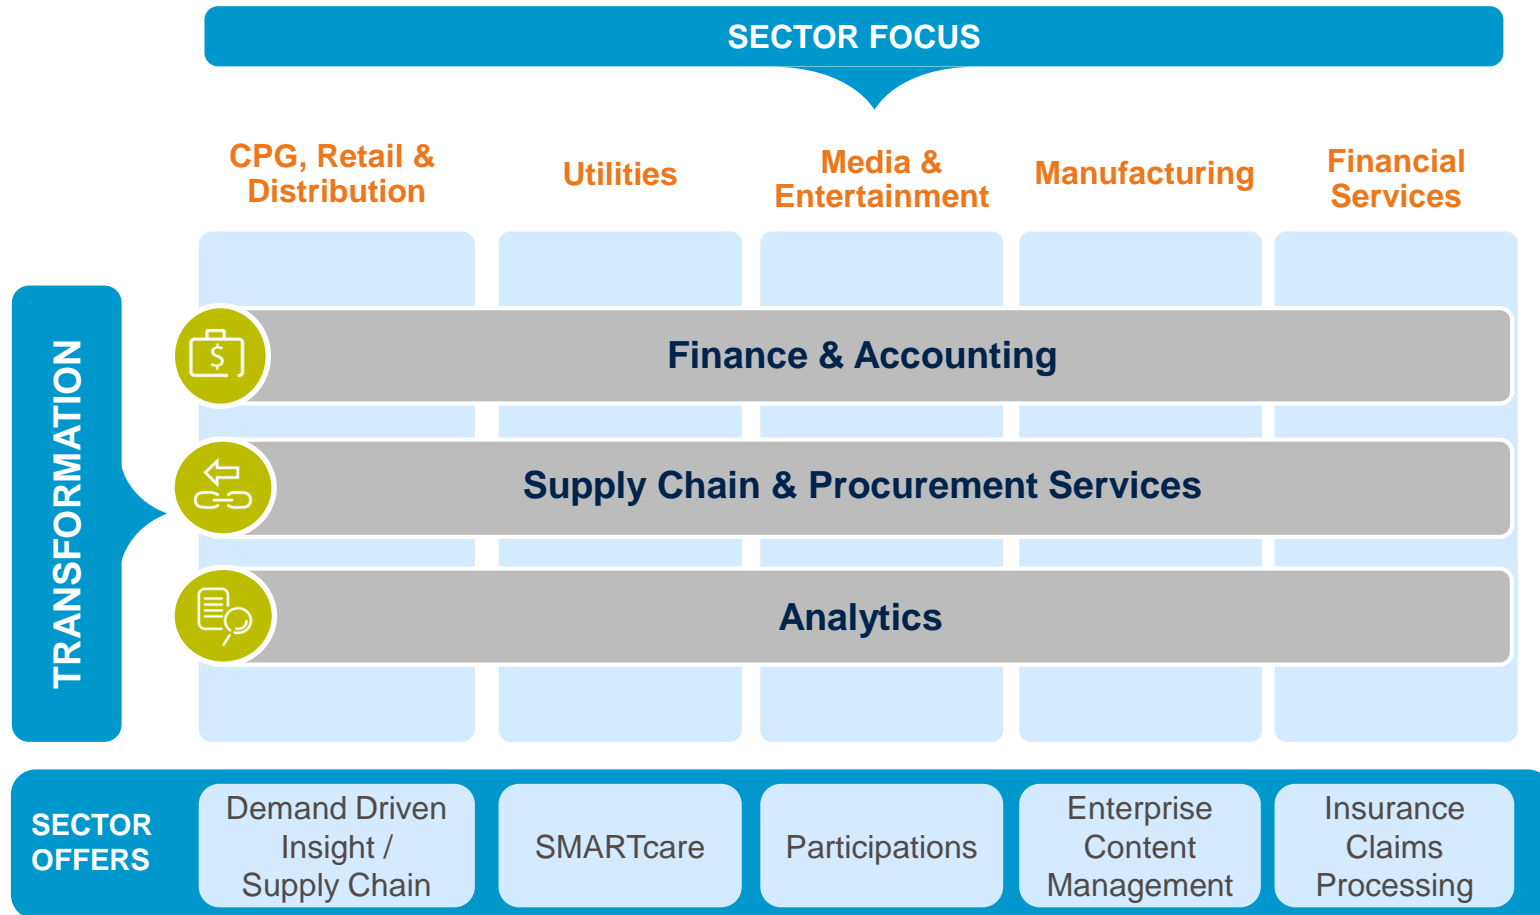 SECTOR FOCUS
CPG, Retail &
Distribution
Utilities
Media &
Entertainment
Manufacturing
Financial
Services
TRANSFORMATION
$
Finance & Accounting
Supply Chain & Procurement Services
Analytics
SECTOR
OFFERS
Demand Driven
Insight /
Supply Chain
SMARTcare
Participations
Enterprise
Content
Management
Insurance
Claims
Processing